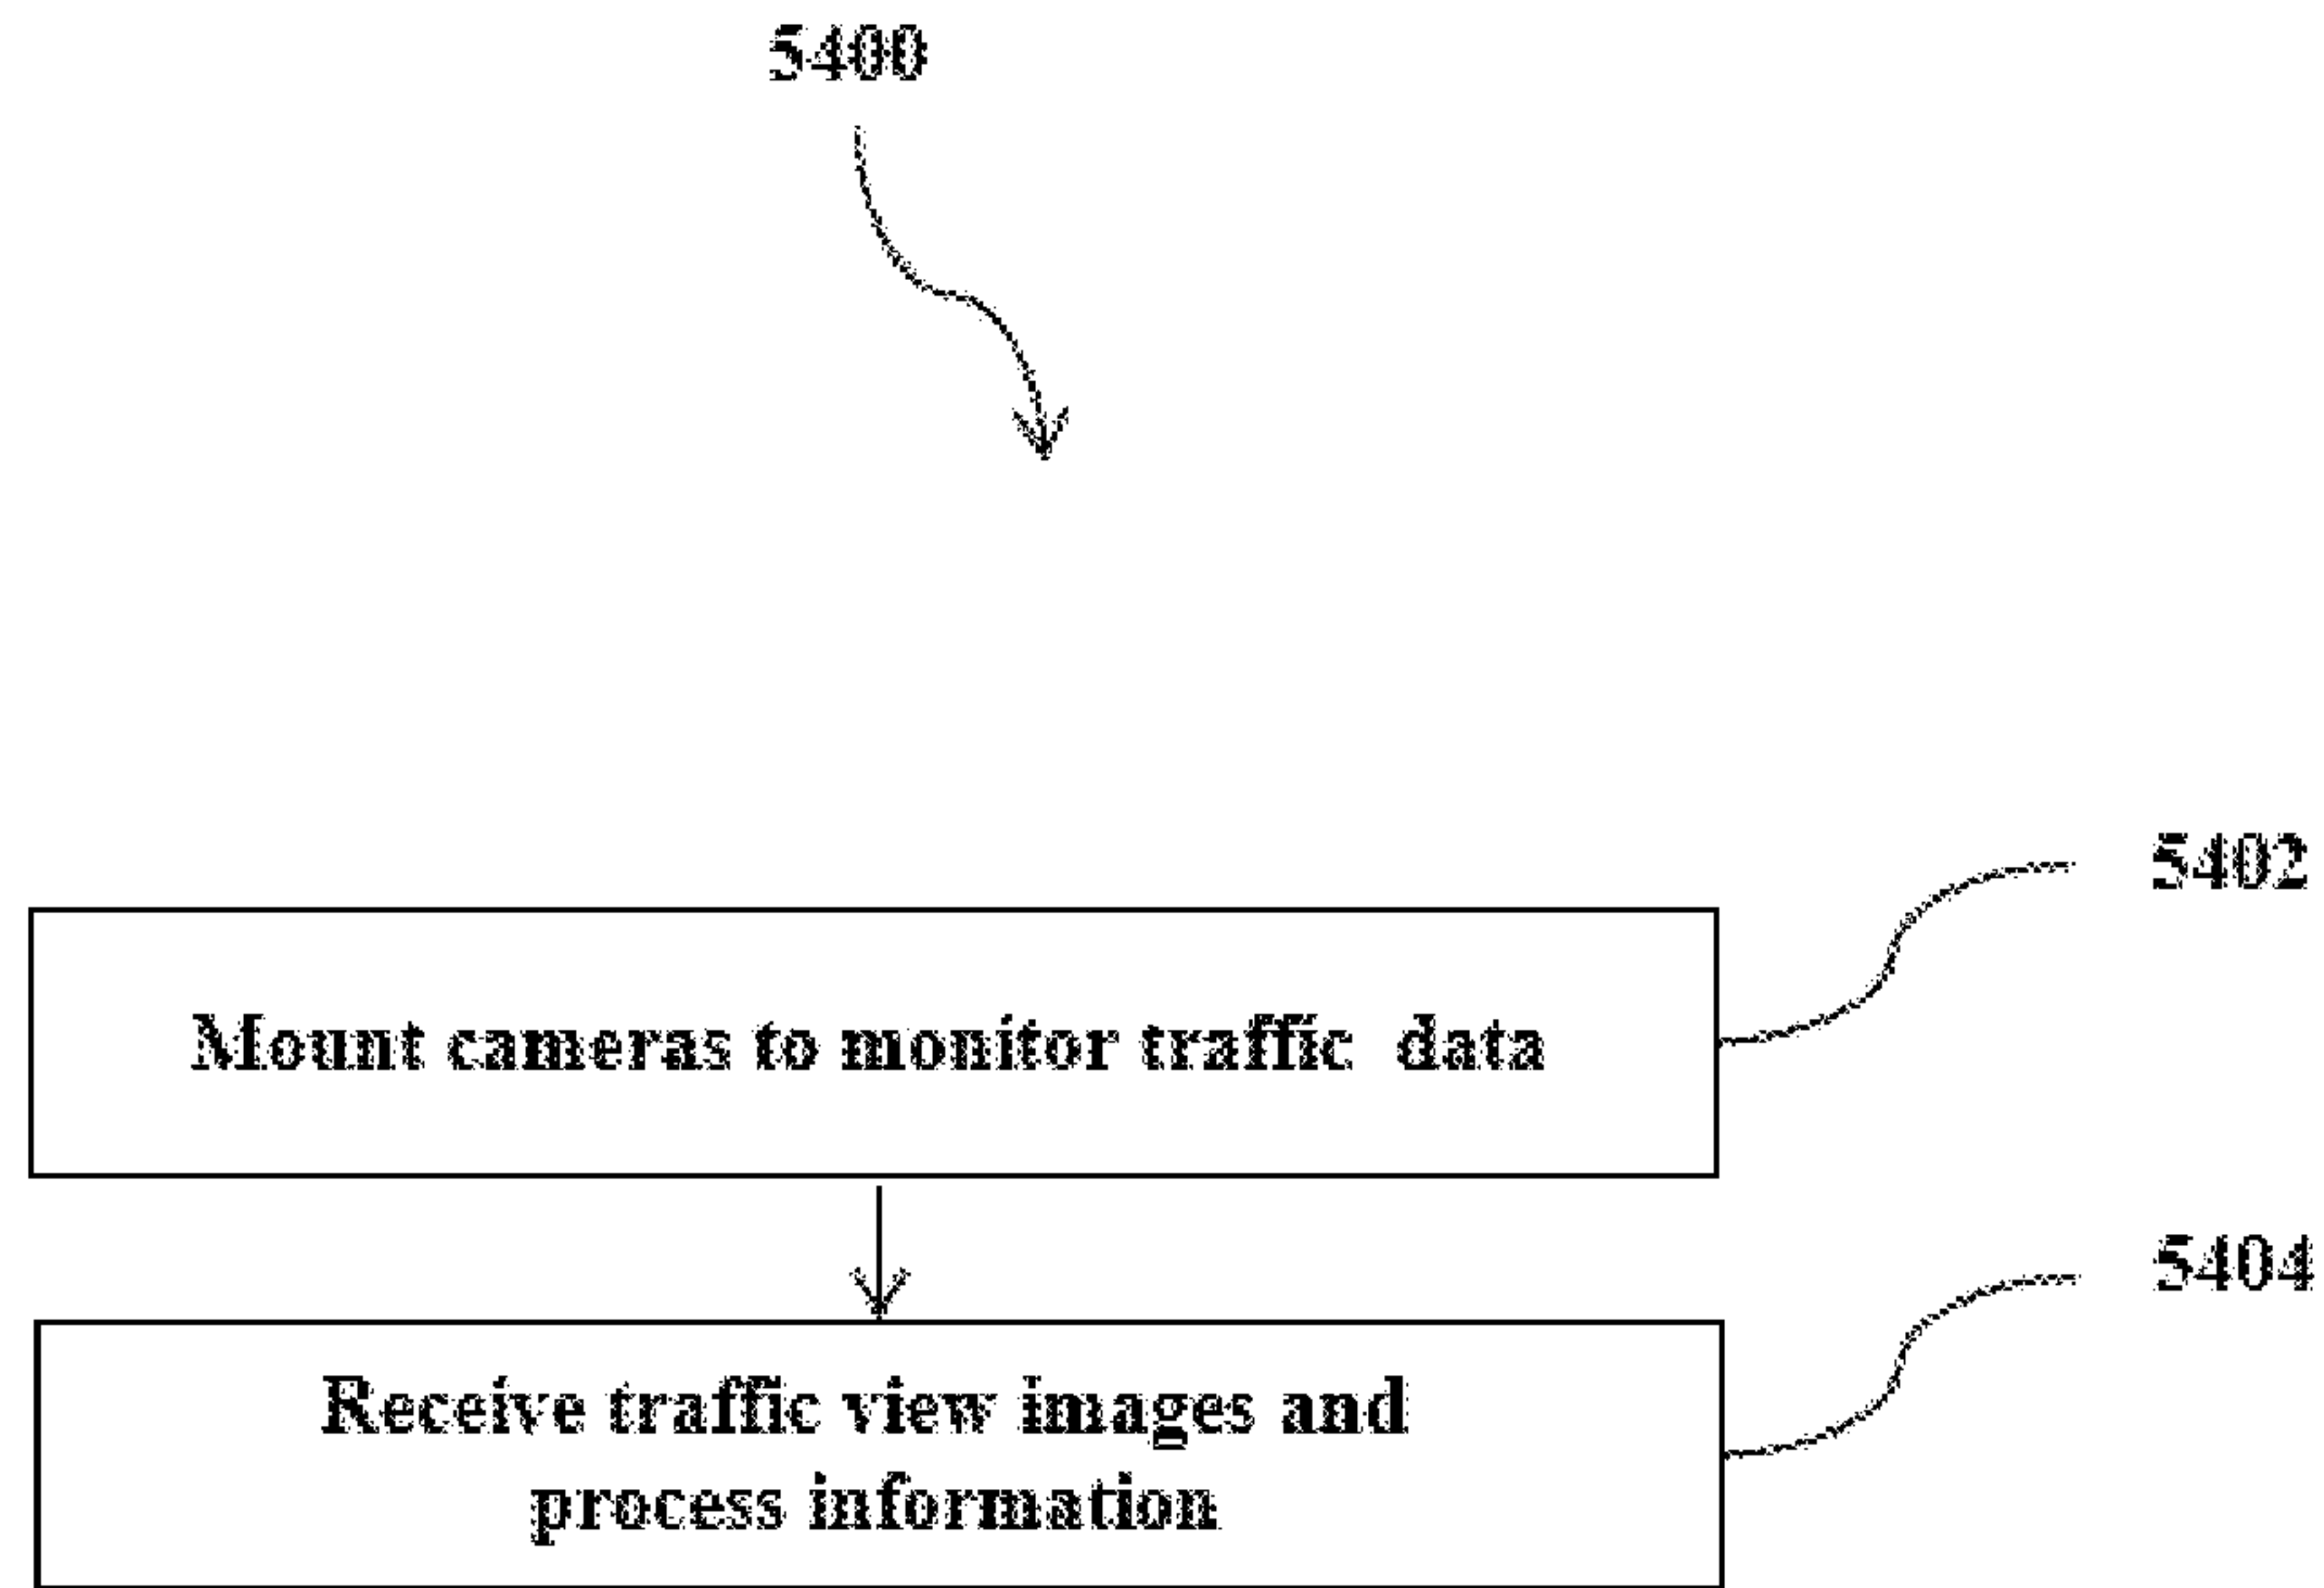 5400
5402
Mount cameras to monitor traffic data
5404
Receive traffic view images and
process information